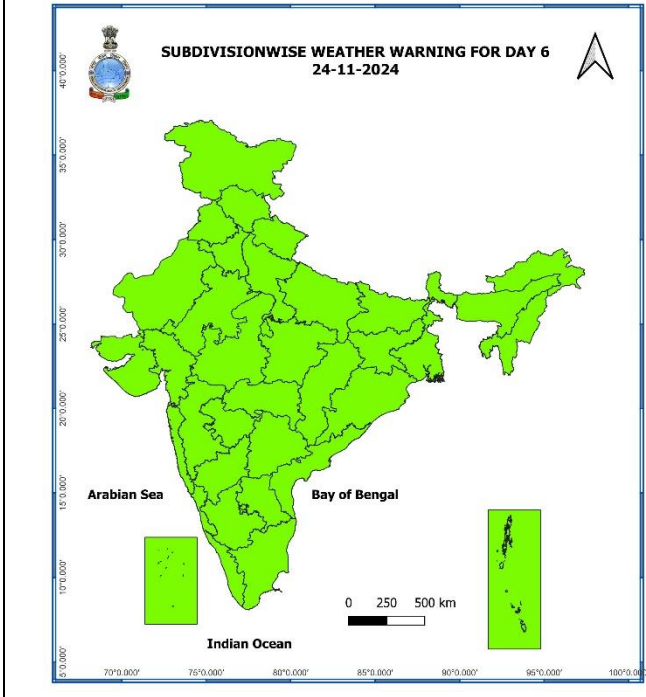 SUBDIVISIONWISE WEATHER WARNING FOR DAY 6
24-11-2024
40°0.000'
35°0.000'
30°0.000'
25°0.000'
20°0.000'
15°0.000'
10°0.000'
5°0.000'
Arabian Sea
Bay of Bengal
0 250 500 km
Indian Ocean
70°0.000' 75°0.000' 80°0.000' 85°0.000' 90°0.000' 95°0.000' 100°0.000'